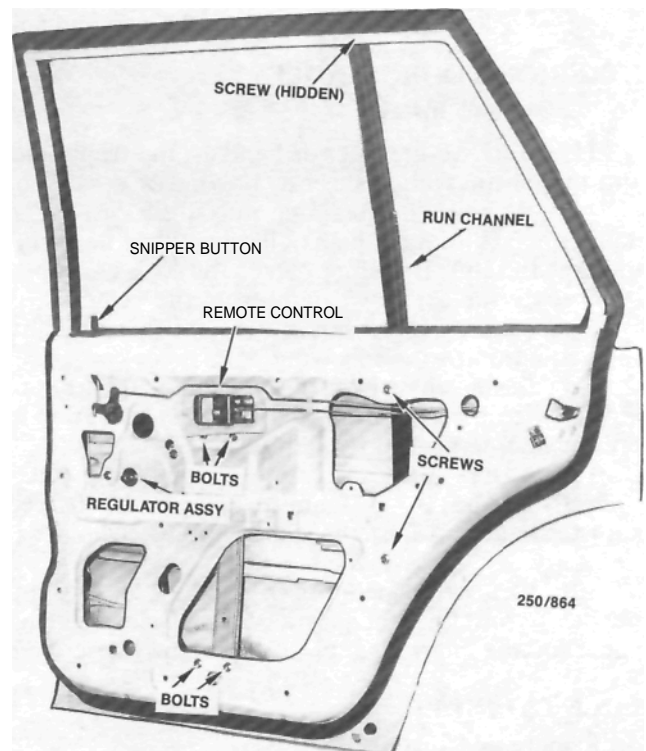 SCREW (HIDDEN)
RUN CHANNEL
SNIPPER BUTTON
REMOTE CONTROL
SCREWS
BOLTS
REGULATOR ASSY
250/864
BOLTS